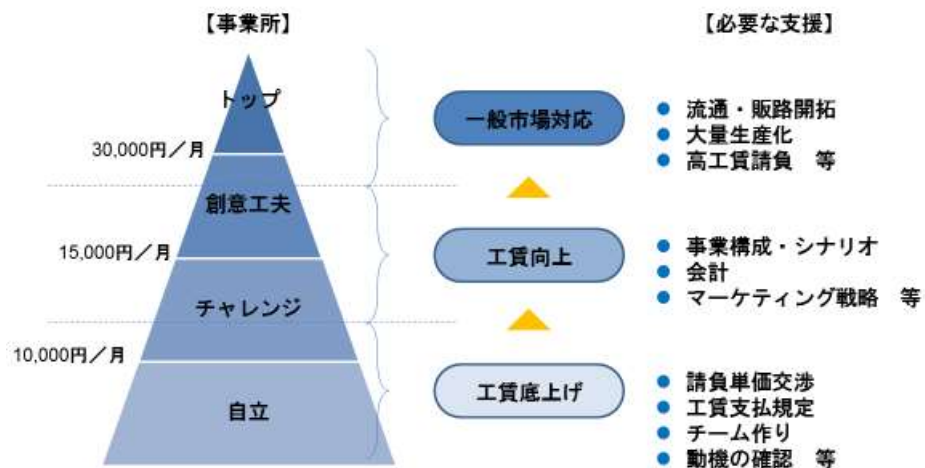 【事業所】
【必要な支援】
トップ
30,000円／月
創意工夫
15,000円／月
チャレンジ
10,000円／月
自立
一般市場対応
工賃向上
工賃底上げ
● 流通・販路開拓
● 大量生産化
● 高工賃請負　等
● 事業構成・シナリオ
● 会計
● マーケティング戦略　等
● 請負単価交渉
● 工賃支払規定
● チーム作り
● 動機の確認　等